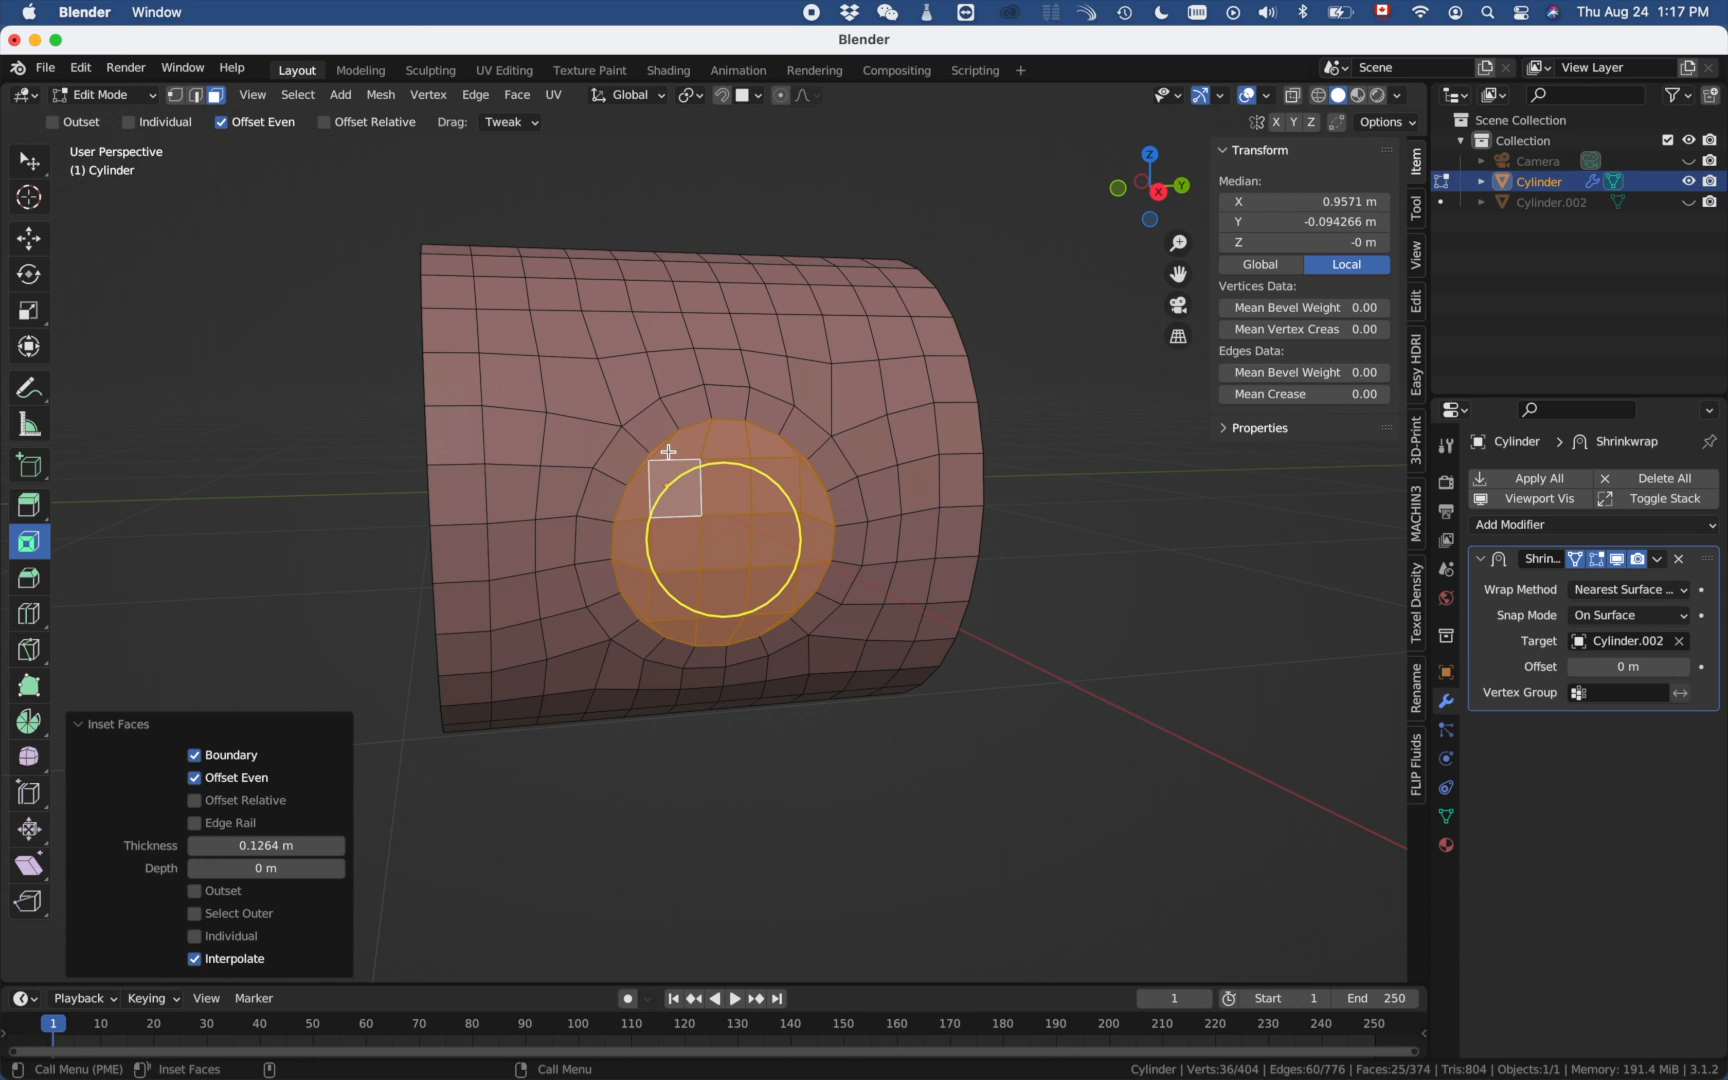 Blender Window Thu Aug 24 1:17 PM
Blender
File Edit Render Window Help Layout Modeling Sculpting UV Editing Texture Paint Shading Animation Rendering Compositing Scripting + Scene View Layer
Edit Mode View Select Add Mesh Vertex Edge Face UV Global
Outset Individual Offset Even Offset Relative Drag: Tweak X Y Z Options
User Perspective
(1) Cylinder
Z
Y
X
Transform
Median:
X 0.9571 m
Y -0.094266 m
Z -0 m
Global Local
Vertices Data:
Mean Bevel Weight 0.00
Mean Vertex Creas 0.00
Edges Data:
Mean Bevel Weight 0.00
Mean Crease 0.00
Properties
Item
Tool
View
Edit
Easy HDRI
3D-Print
MACHIN3
Texel Density
Rename
FLIP Fluids
Scene Collection
Collection
Camera
Cylinder
Cylinder.002
Cylinder > Shrinkwrap
Apply All Delete All
Viewport Vis Toggle Stack
Add Modifier
Shrin...
Wrap Method Nearest Surface ...
Snap Mode On Surface
Target Cylinder.002
Offset 0 m
Vertex Group
Inset Faces
Boundary
Offset Even
Offset Relative
Edge Rail
Thickness 0.1264 m
Depth 0 m
Outset
Select Outer
Individual
Interpolate
Playback Keying View Marker 1 Start 1 End 250
1 10 20 30 40 50 60 70 80 90 100 110 120 130 140 150 160 170 180 190 200 210 220 230 240 250
Call Menu (PME) Inset Faces Call Menu Cylinder | Verts:36/404 | Edges:60/776 | Faces:25/374 | Tris:804 | Objects:1/1 | Memory: 191.4 MiB | 3.1.2